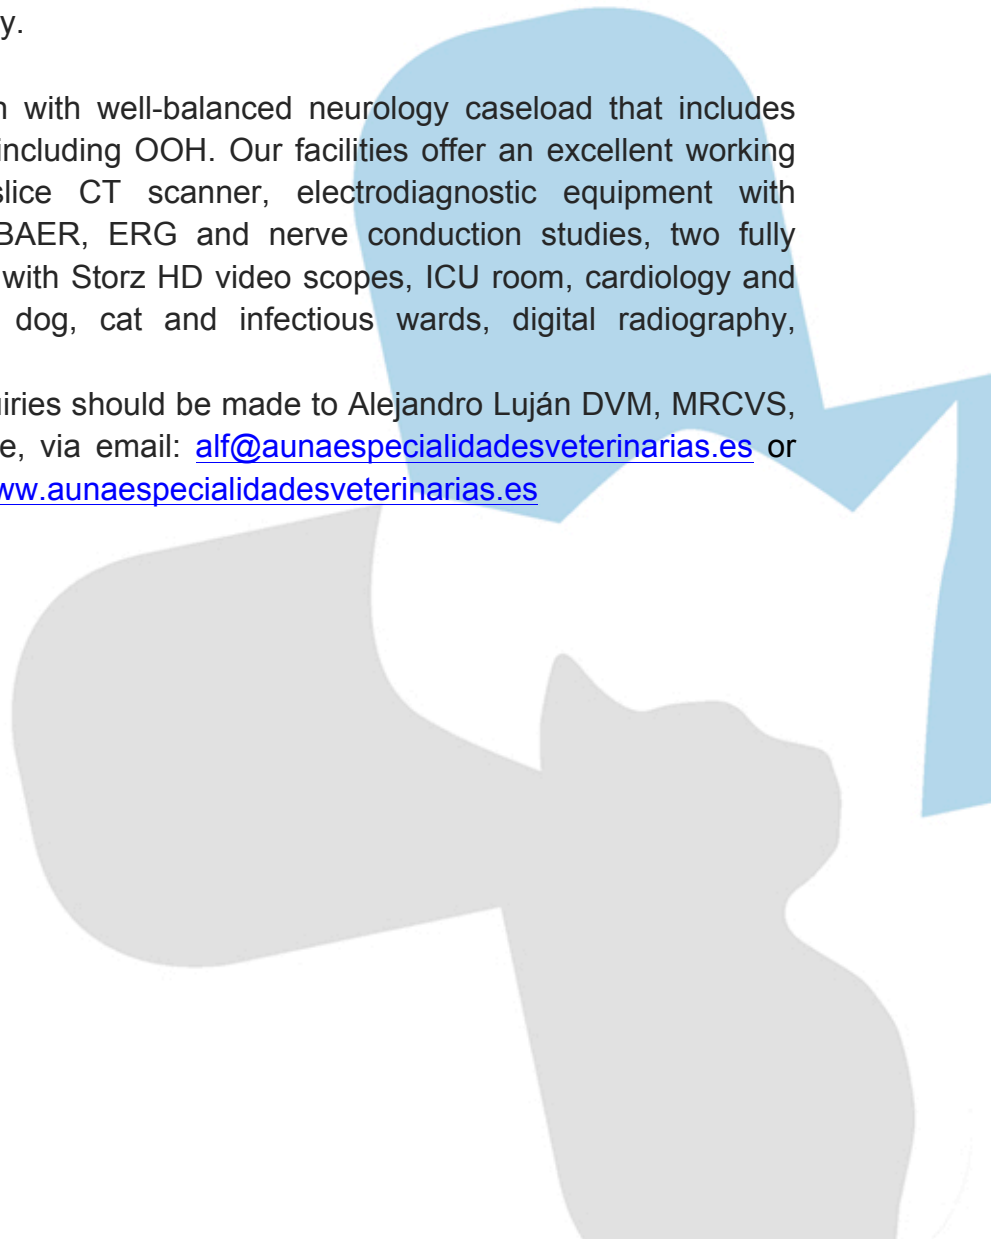 y.
with well-balanced neurology caseload that includes
including OOH. Our facilities offer an excellent working
slice CT scanner, electrodiagnostic equipment with
BAER, ERG and nerve conduction studies, two fully
with Storz HD video scopes, ICU room, cardiology and
dog, cat and infectious wards, digital radiography,
uiries should be made to Alejandro Luján DVM, MRCVS,
e, via email: alf@aunaespecialidadesveterinarias.es or
ww.aunaespecialidadesveterinarias.es